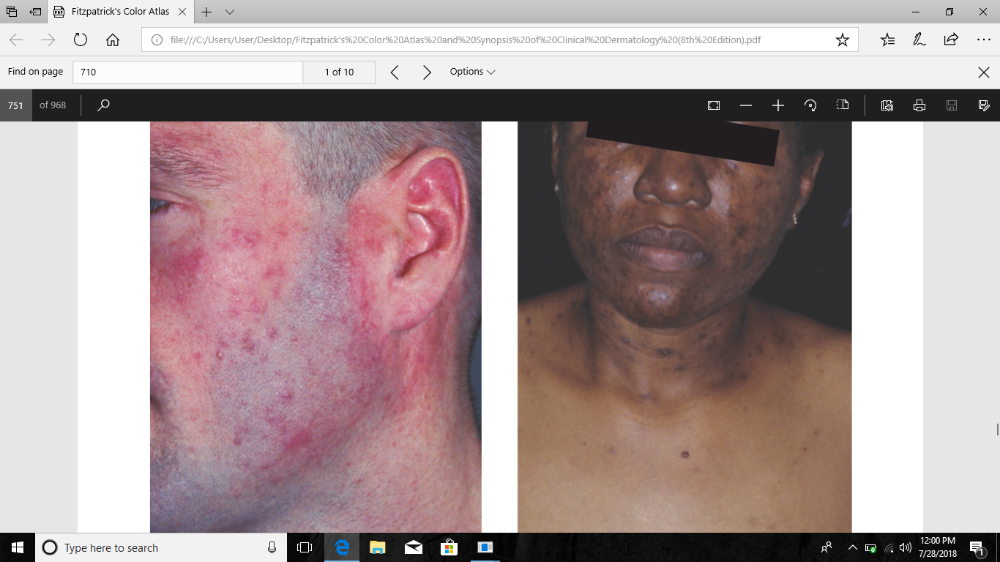 Fitzpatrick's Color Atlas
file:///C:/Users/User/Desktop/Fitzpatrick's%20Color%20Atlas%20and%20Synopsis%20of%20Clinical%20Dermatology%20(8th%20Edition).pdf
Find on page 710 1 of 10 Options
751 of 968
Type here to search
12:00 PM
7/28/2018
1